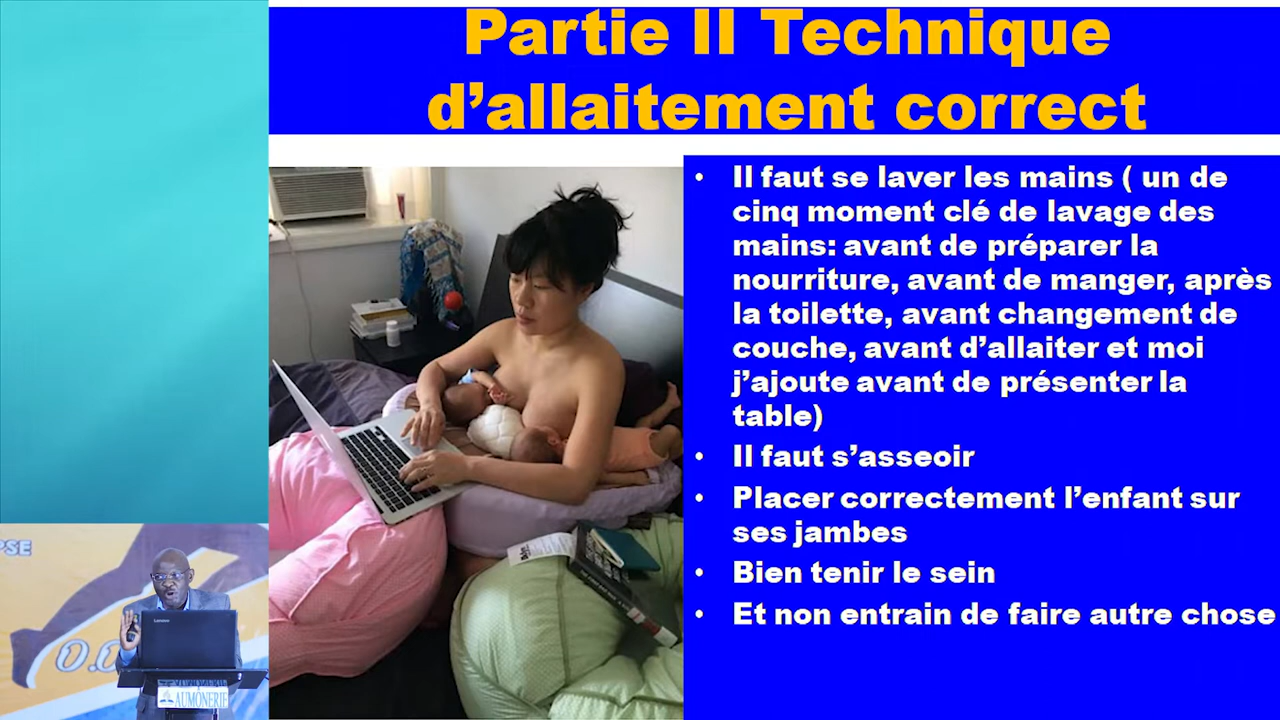 Partie II Technique
d'allaitement correct
• Il faut se laver les mains ( un de
cinq moment clé de lavage des
mains: avant de préparer la
nourriture, avant de manger, après
la toilette, avant changement de
couche, avant d'allaiter et moi
j'ajoute avant de présenter la
table)
• Il faut s'asseoir
• Placer correctement l'enfant sur
ses jambes
• Bien tenir le sein
• Et non entrain de faire autre chose
PSE
Lenovo
AUMÔNERIE